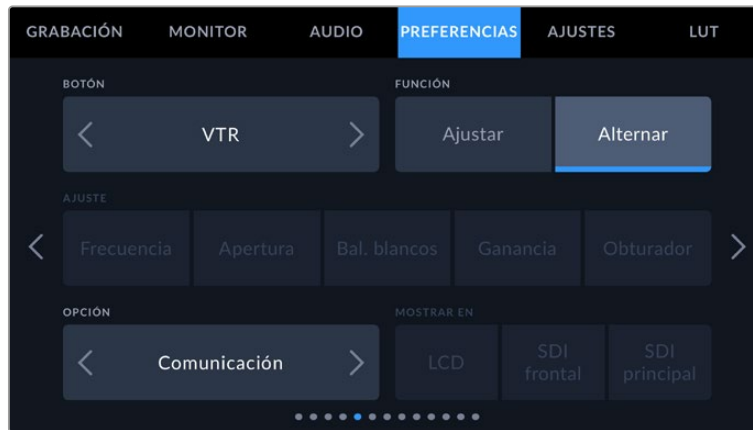 GRABACIÓN MONITOR AUDIO PREFERENCIAS AJUSTES LUT
BOTÓN FUNCIÓN
VTR Ajustar Alternar
AJUSTE
Frecuencia Apertura Bal. blancos Ganancia Obturador
OPCIÓN MOSTRAR EN
Comunicación LCD SDI frontal SDI principal